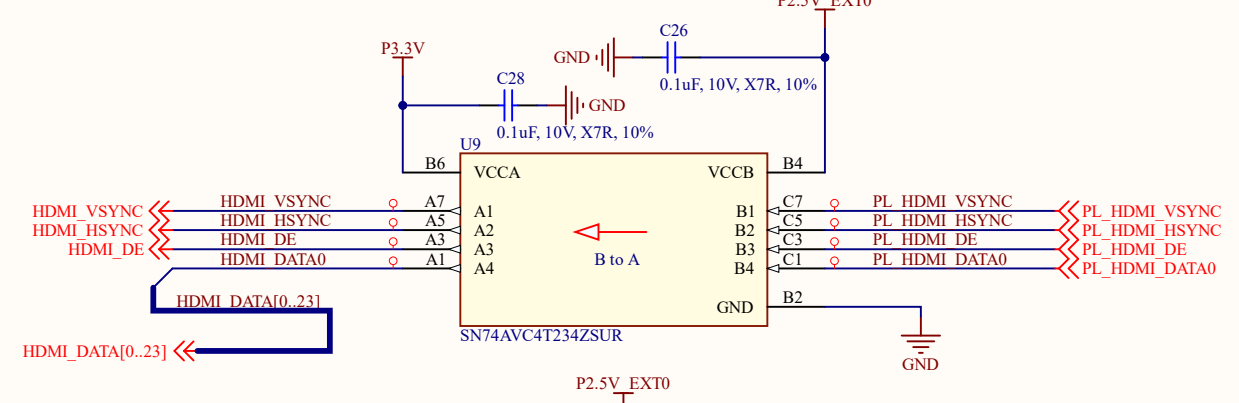 P2.5V_EXT0
C26
P3.3V
GND
C28
0.1uF, 10V, X7R, 10%
GND
0.1uF, 10V, X7R, 10%
U9
B6 VCCA VCCB B4
HDMI_VSYNC HDMI_VSYNC A7 A1 B1 C7 PL_HDMI_VSYNC PL_HDMI_VSYNC
HDMI_HSYNC HDMI_HSYNC A5 A2 B2 C5 PL_HDMI_HSYNC PL_HDMI_HSYNC
HDMI_DE HDMI_DE A3 A3 B3 C3 PL_HDMI_DE PL_HDMI_DE
HDMI_DATA0 A1 A4 B4 C1 PL_HDMI_DATA0 PL_HDMI_DATA0
B to A
HDMI_DATA[0..23]
GND B2
SN74AVC4T234ZSUR
HDMI_DATA[0..23]
GND
P2.5V_EXT0